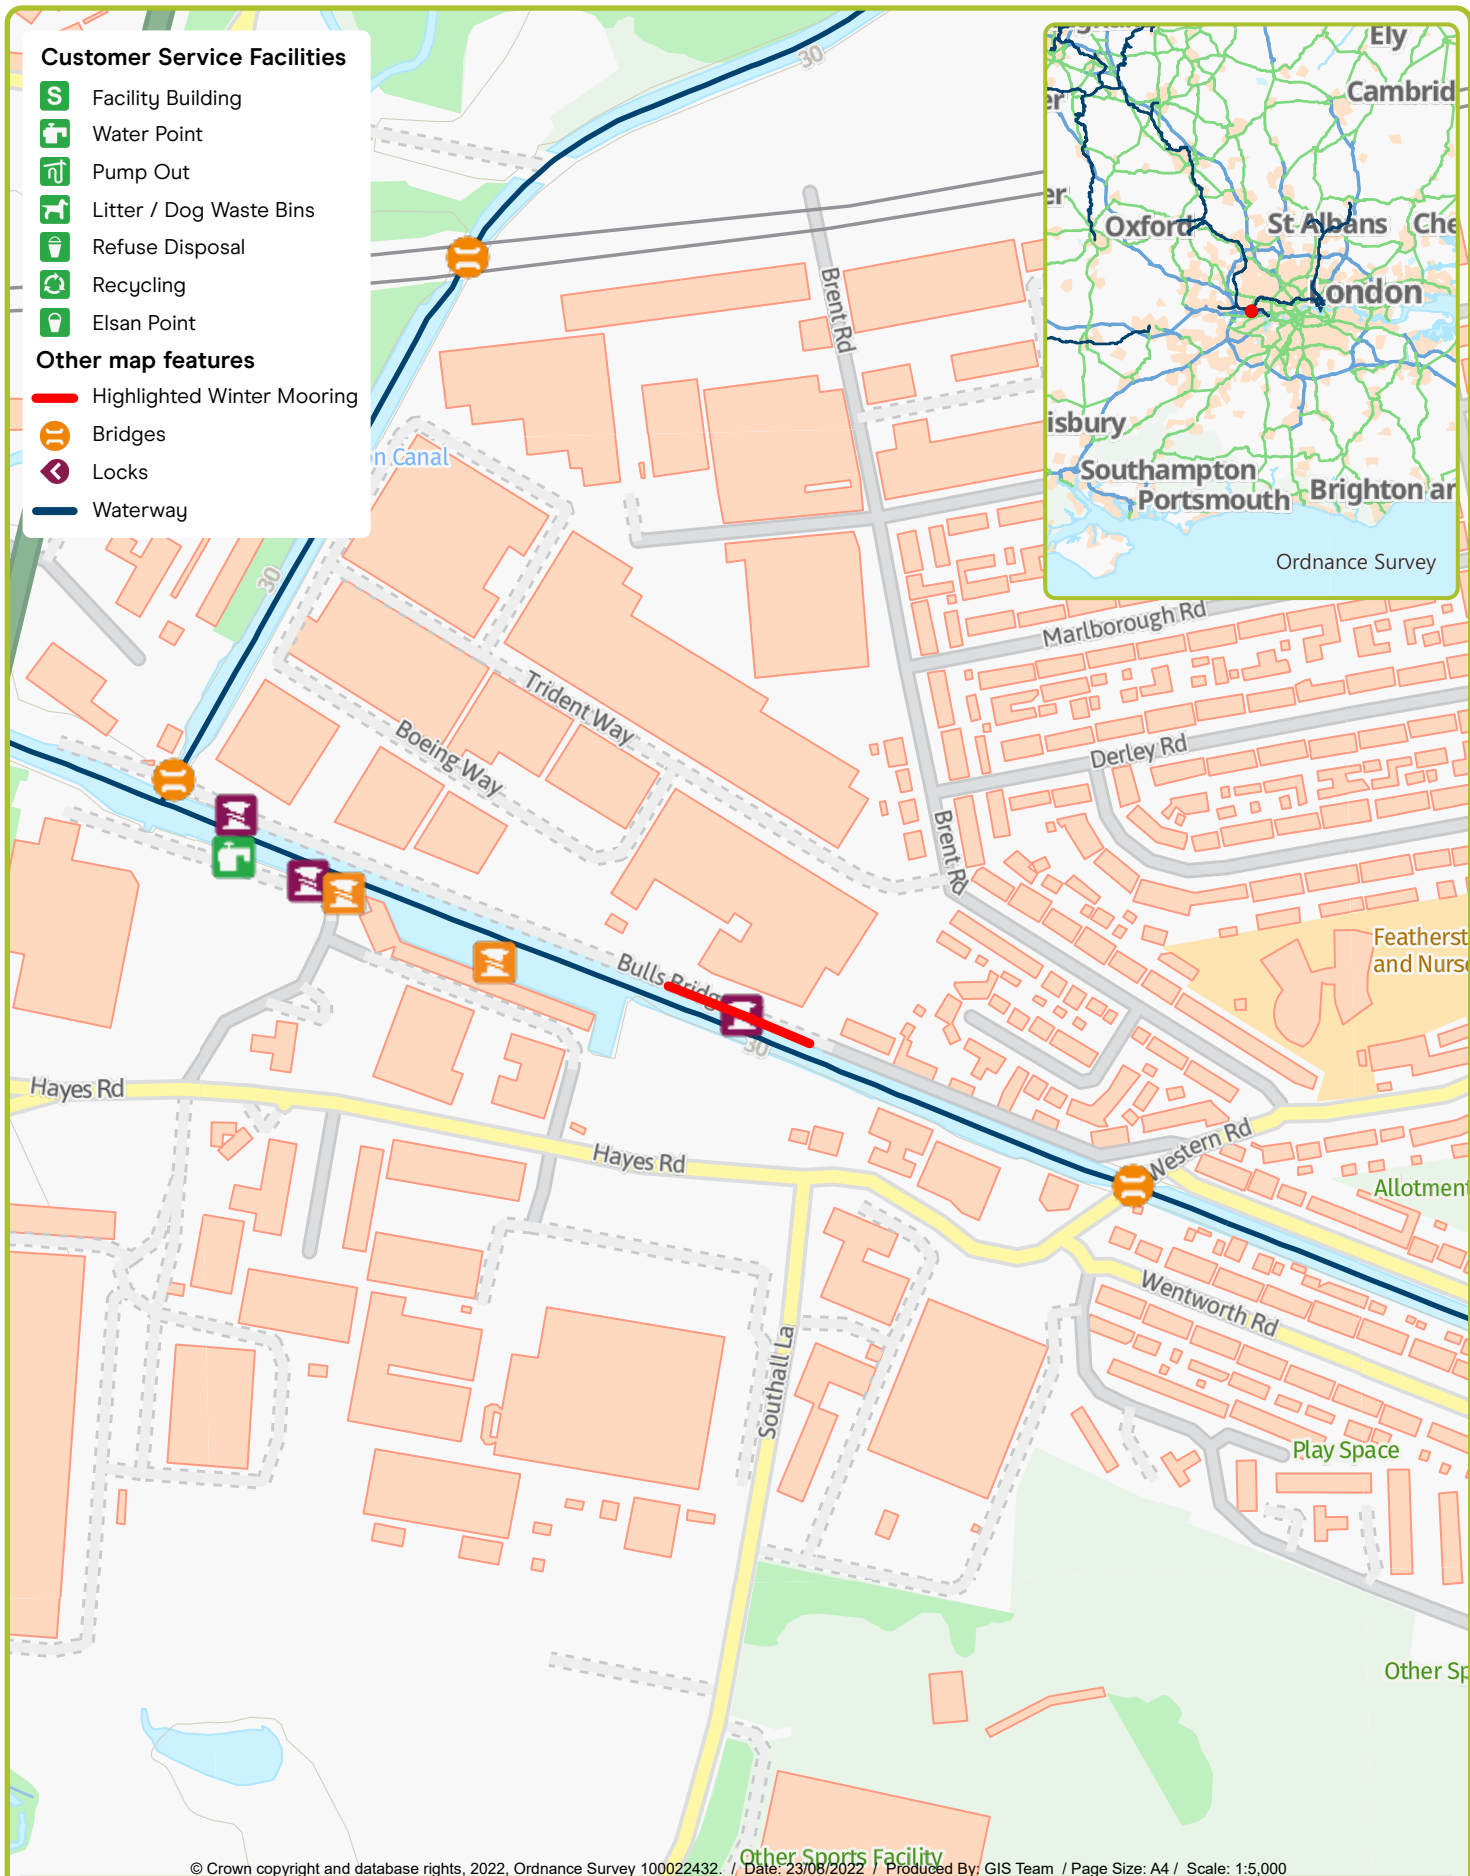 Customer Service Facilities
S
Facility Building
Water Point
Pump Out
Litter / Dog Waste Bins
Refuse Disposal
Recycling
Elsan Point
Other map features
Highlighted Winter Mooring
Bridges
Locks
Waterway
Ely
Cambrid
er
er
Oxford
St Albans
Che
ondon
isbury
Southampton
Portsmouth
Brighton an
Ordnance Survey
30
Brent Rd
n Canal
30
Marlborough Rd
Trident Way
Derley Rd
Boeing Way
Brent Rd
Featherst
and Nurse
Bulls Bridg
30
Hayes Rd
Hayes Rd
Western Rd
Allotment
Wentworth Rd
Southall La
Play Space
Other Sp
Other Sports Facility
© Crown copyright and database rights, 2022, Ordnance Survey 100022432. / Date: 23/08/2022 / Produced By: GIS Team / Page Size: A4 / Scale: 1:5,000